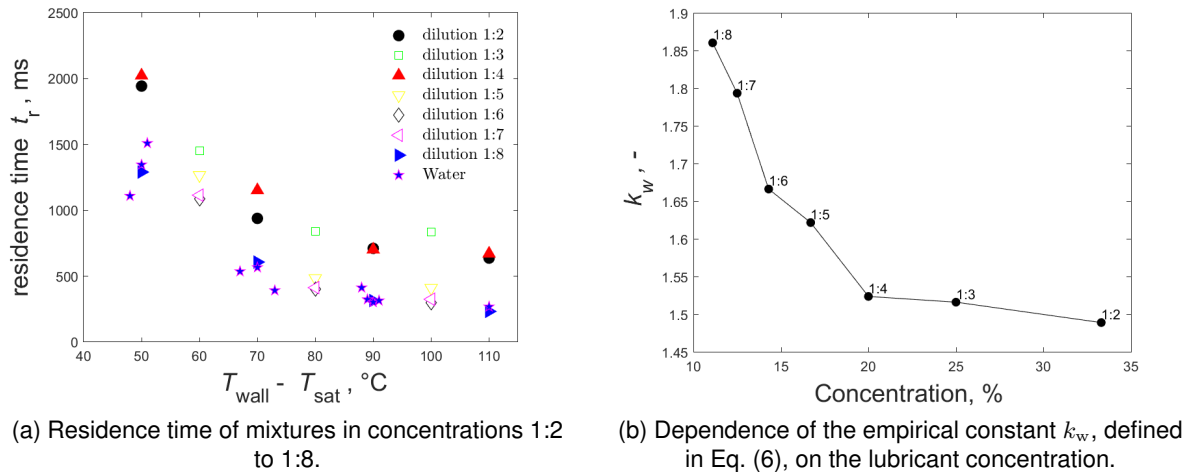 2500
2000
1500
1000
500
0
residence time t_r , ms
40 50 60 70 80 90 100 110
T_wall - T_sat , °C
dilution 1:2
dilution 1:3
dilution 1:4
dilution 1:5
dilution 1:6
dilution 1:7
dilution 1:8
Water
(a) Residence time of mixtures in concentrations 1:2
to 1:8.
1.9
1.85
1.8
1.75
1.7
1.65
1.6
1.55
1.5
1.45
k_w , -
1:8
1:7
1:6
1:5
1:4
1:3
1:2
10 15 20 25 30 35
Concentration, %
(b) Dependence of the empirical constant k_w, defined
in Eq. (6), on the lubricant concentration.